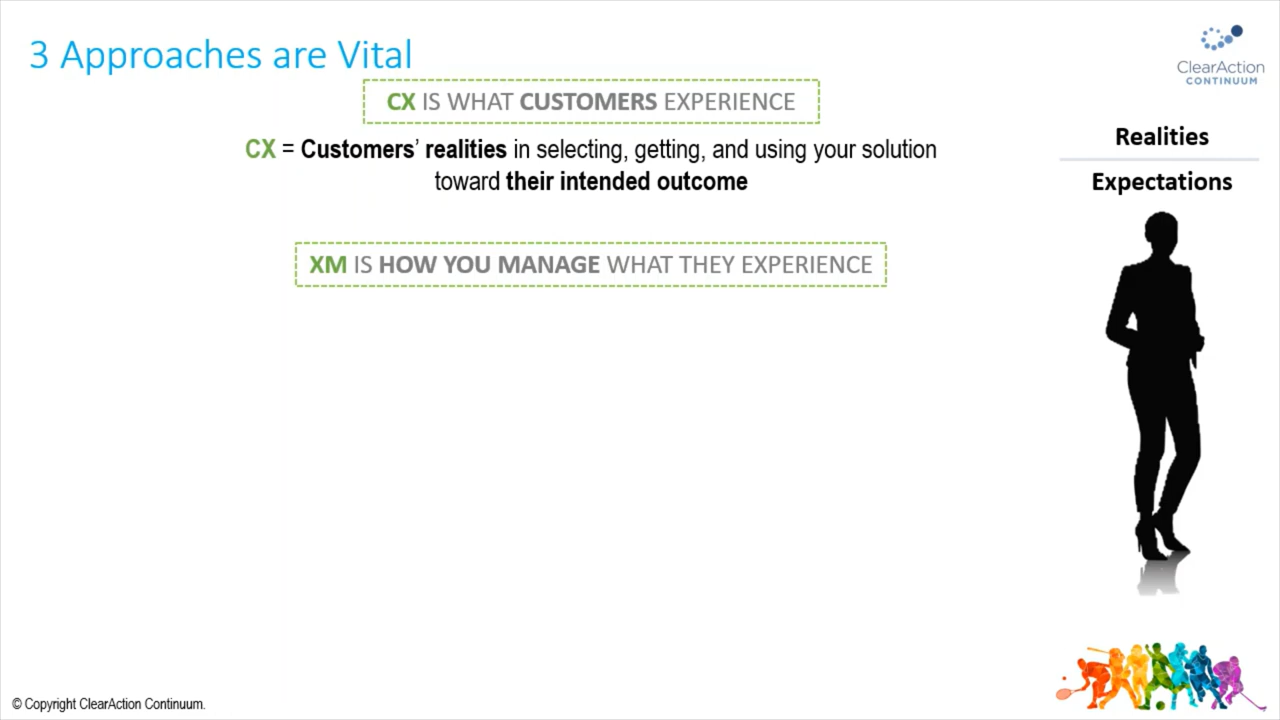 3 Approaches are Vital
ClearAction
CONTINUUM
CX IS WHAT CUSTOMERS EXPERIENCE
CX = Customers’ realities in selecting, getting, and using your solution
toward their intended outcome
Realities
Expectations
XM IS HOW YOU MANAGE WHAT THEY EXPERIENCE
© Copyright ClearAction Continuum.